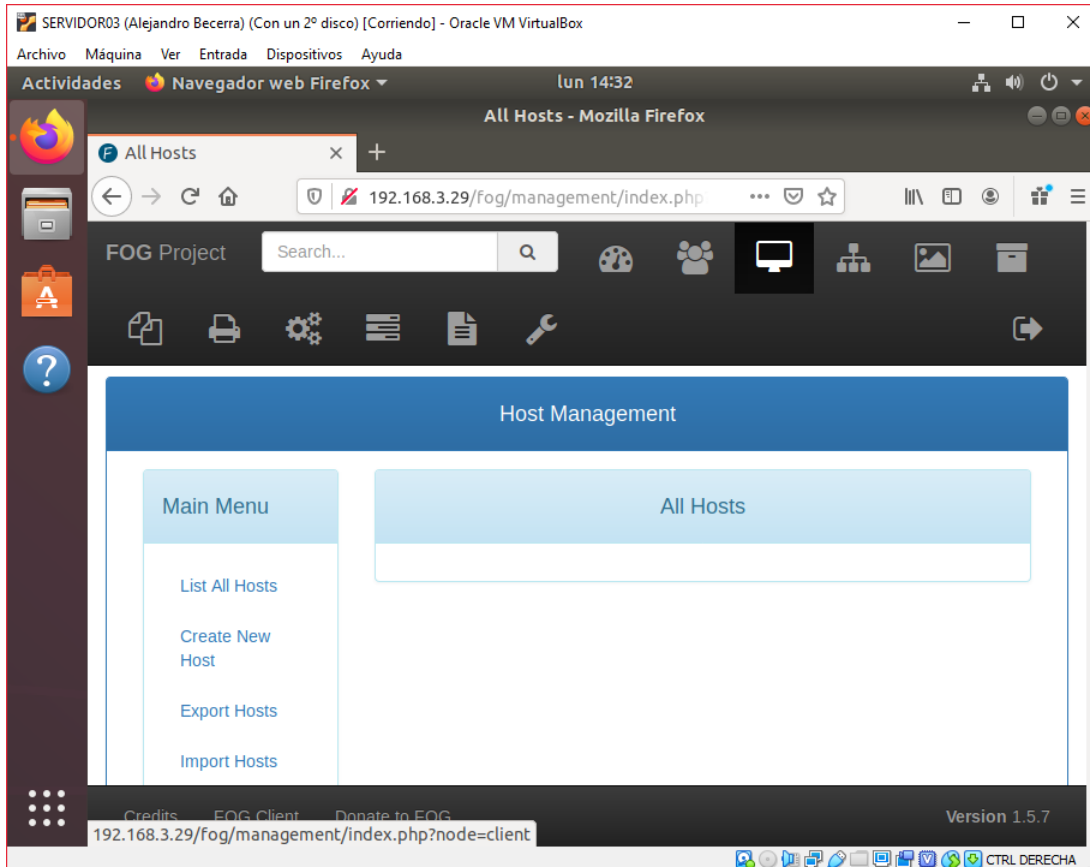 SERVIDOR03 (Alejandro Becerra) (Con un 2º disco) [Corriendo] - Oracle VM VirtualBox
Archivo Máquina Ver Entrada Dispositivos Ayuda
Actividades Navegador web Firefox lun 14:32
All Hosts - Mozilla Firefox
All Hosts
192.168.3.29/fog/management/index.php
FOG Project Search...
Host Management
Main Menu
All Hosts
List All Hosts
Create New
Host
Export Hosts
Import Hosts
Credits FOG Client Donate to FOG Version 1.5.7
192.168.3.29/fog/management/index.php?node=client
CTRL DERECHA